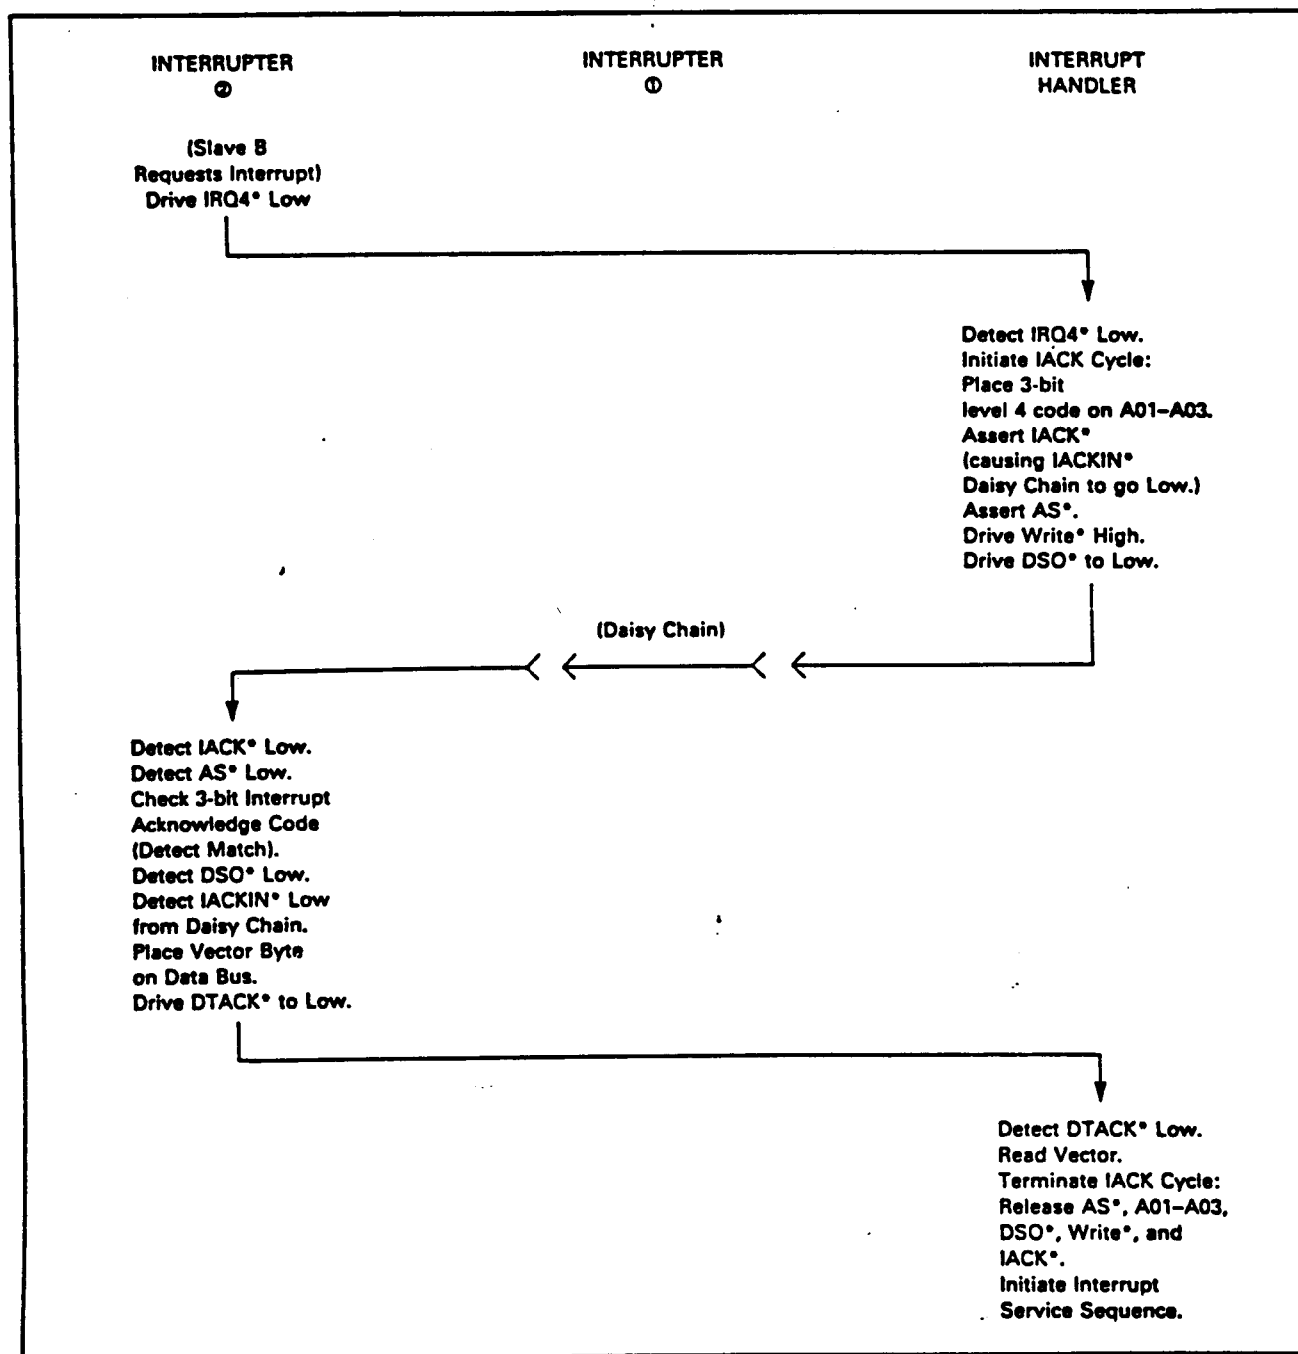 INTERRUPTER
②
INTERRUPTER
①
INTERRUPT
HANDLER
(Slave B
Requests Interrupt)
Drive IRQ4* Low
Detect IRQ4* Low.
Initiate IACK Cycle:
Place 3-bit
level 4 code on A01–A03.
Assert IACK*
(causing IACKIN*
Daisy Chain to go Low.)
Assert AS*.
Drive Write* High.
Drive DSO* to Low.
(Daisy Chain)
Detect IACK* Low.
Detect AS* Low.
Check 3-bit Interrupt
Acknowledge Code
(Detect Match).
Detect DSO* Low.
Detect IACKIN* Low
from Daisy Chain.
Place Vector Byte
on Data Bus.
Drive DTACK* to Low.
Detect DTACK* Low.
Read Vector.
Terminate IACK Cycle:
Release AS*, A01–A03,
DSO*, Write*, and
IACK*.
Initiate Interrupt
Service Sequence.